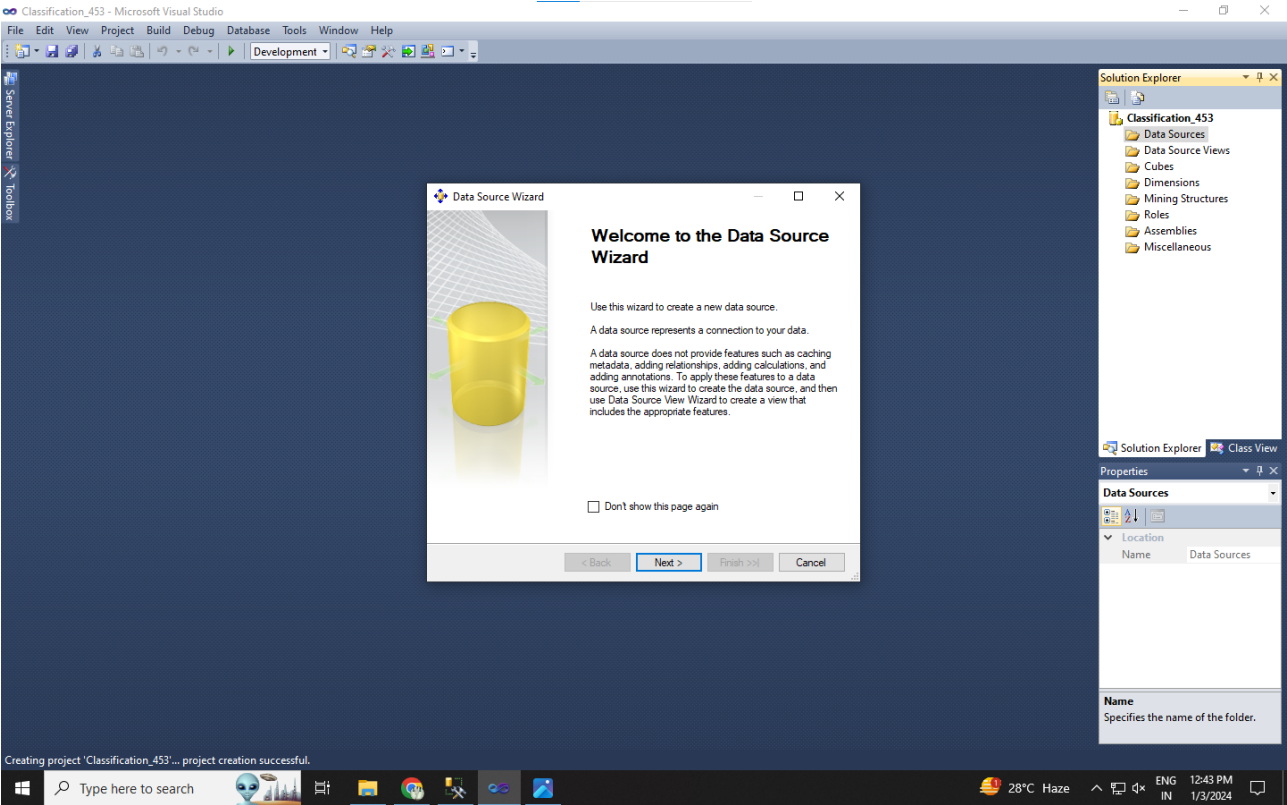 Classification_453 - Microsoft Visual Studio
File Edit View Project Build Debug Database Tools Window Help
Development
Server Explorer
Toolbox
Solution Explorer
Classification_453
Data Sources
Data Source Views
Cubes
Dimensions
Mining Structures
Roles
Assemblies
Miscellaneous
Solution Explorer Class View
Properties
Data Sources
Location
Name Data Sources
Name
Specifies the name of the folder.
Data Source Wizard
Welcome to the Data Source
Wizard
Use this wizard to create a new data source.
A data source represents a connection to your data.
A data source does not provide features such as caching
metadata, adding relationships, adding calculations, and
adding annotations. To apply these features to a data
source, use this wizard to create the data source, and then
use Data Source View Wizard to create a view that
includes the appropriate features.
Don't show this page again
< Back Next > Finish >>| Cancel
Creating project 'Classification_453'... project creation successful.
Type here to search
1
28°C Haze
ENG
IN
12:43 PM
1/3/2024